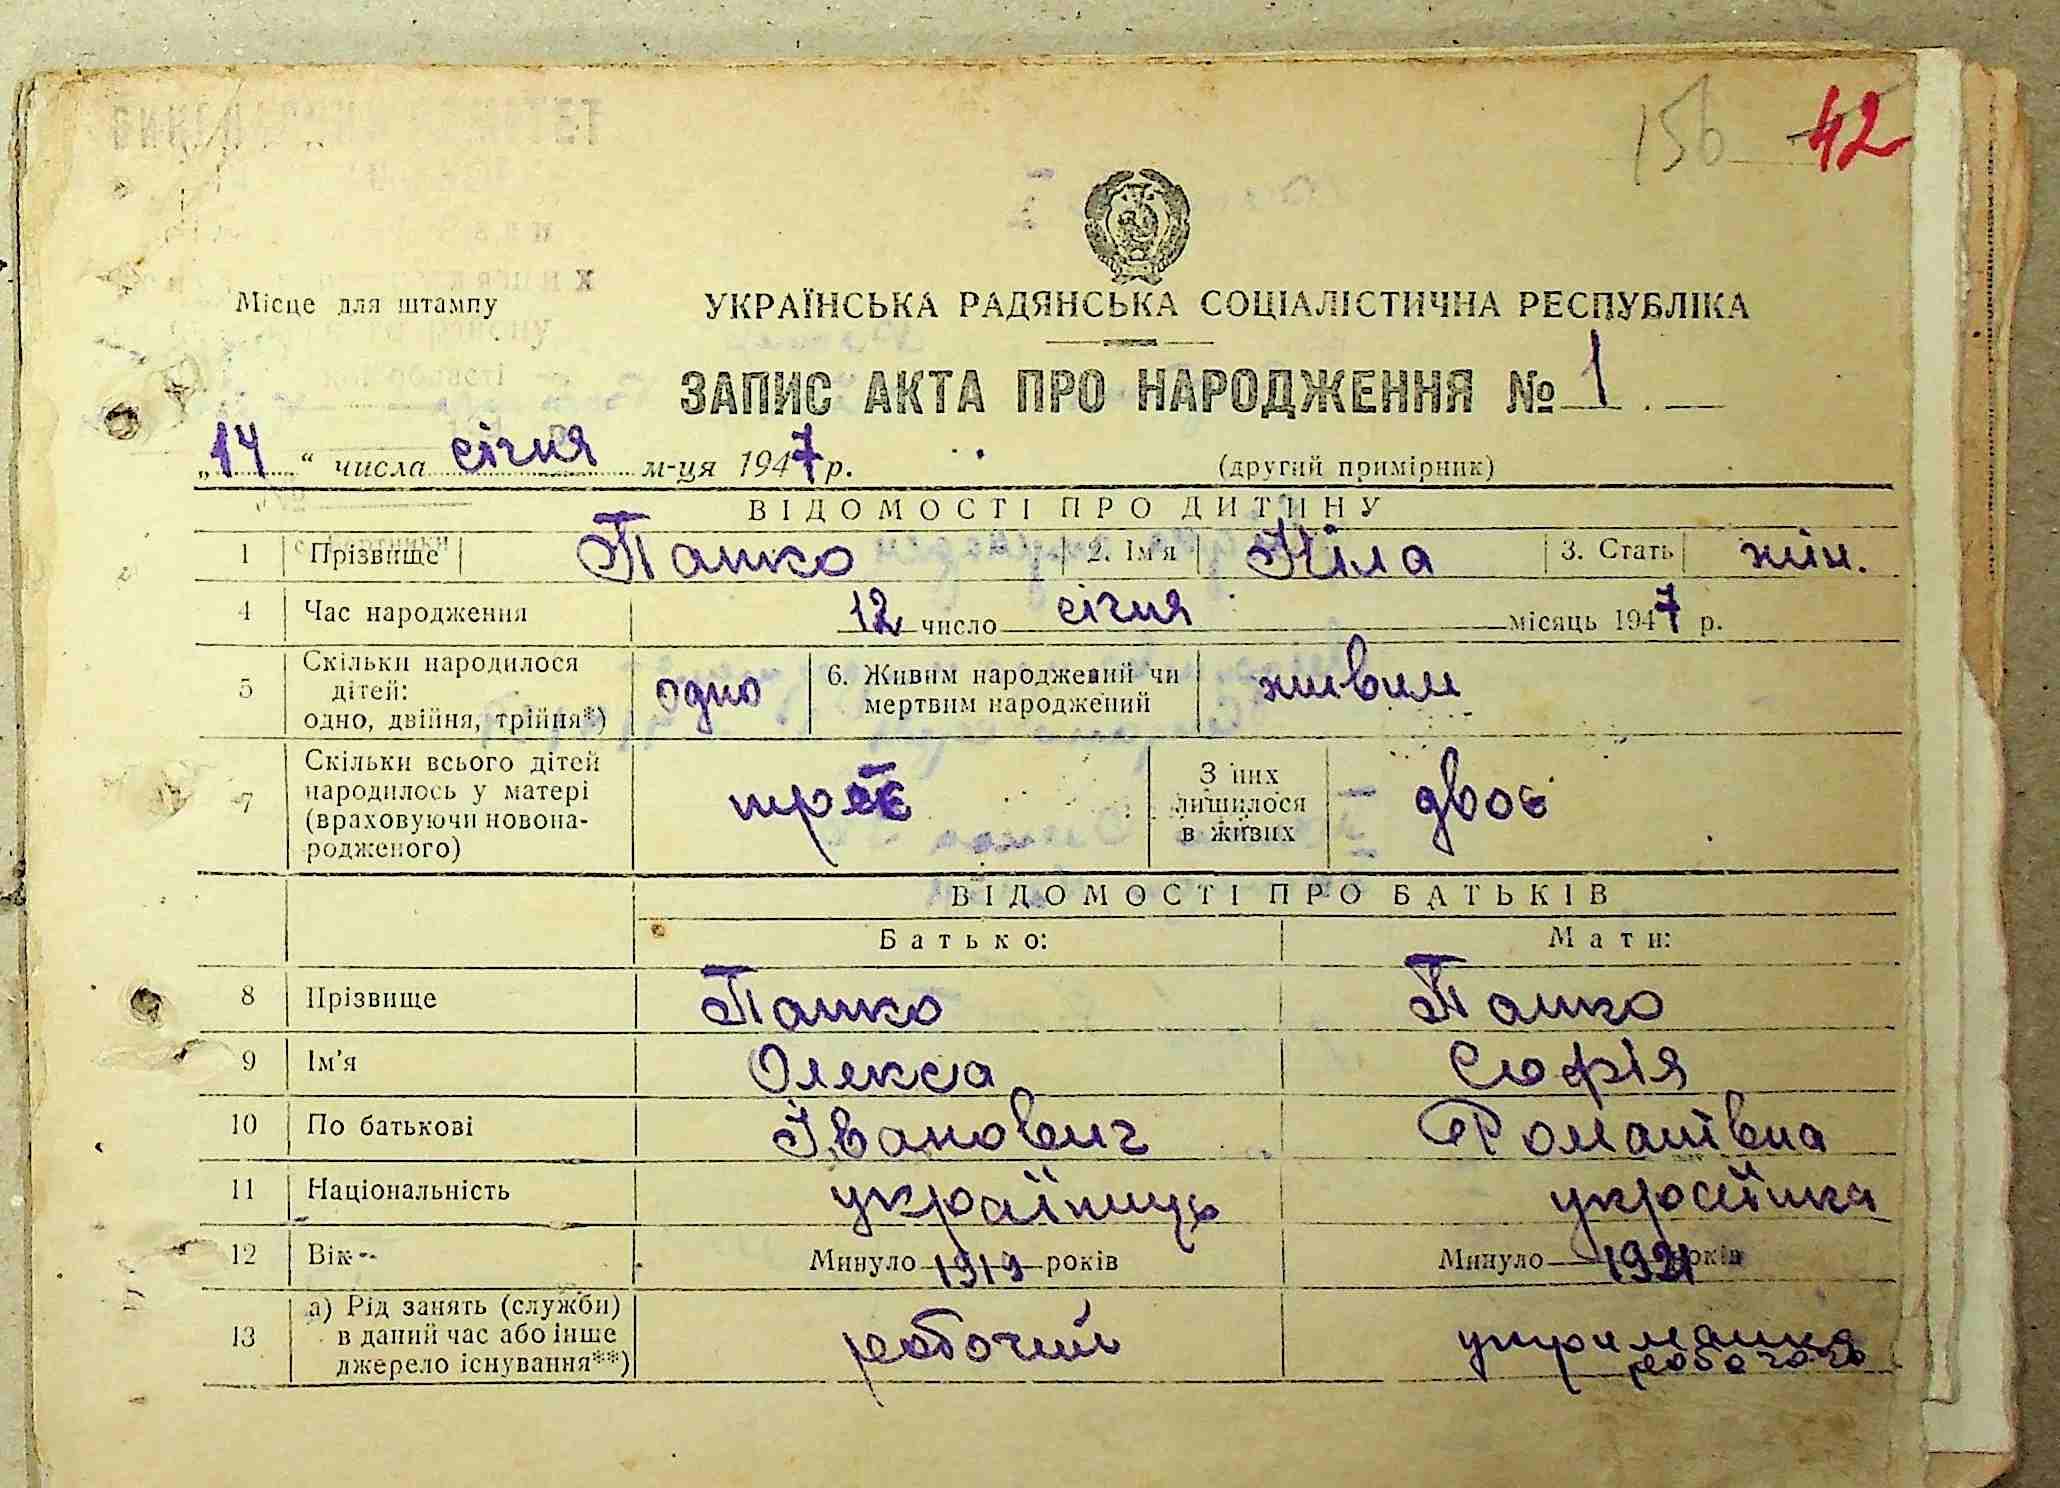 156 42
Місце для штампу
УКРАЇНСЬКА РАДЯНСЬКА СОЦІАЛІСТИЧНА РЕСПУБЛІКА
ЗАПИС АКТА ПРО НАРОДЖЕННЯ № 1
„14“ числа січня м-ця 1947 р.
(другий примірник)
ВІДОМОСТІ ПРО ДИТИНУ
1 Прізвище Панко 2. Ім'я Ніла 3. Стать жін.
4 Час народження 12 число січня місяць 1947 р.
5 Скільки народилося
дітей:
одно, двійня, трійня*) одно
6. Живим народжений чи
мертвим народжений живим
7 Скільки всього дітей
народилось у матері
(враховуючи новона-
родженого) троє
З них
лишилося
в живих двоє
ВІДОМОСТІ ПРО БАТЬКІВ
Батько: Мати:
8 Прізвище Панко Панко
9 Ім'я Олекса Софія
10 По батькові Іванович Романівна
11 Національність українець українка
12 Вік Минуло 1919 років Минуло 1921 років
13 а) Рід занять (служби)
в даний час або інше
джерело існування**) робочий утриманка